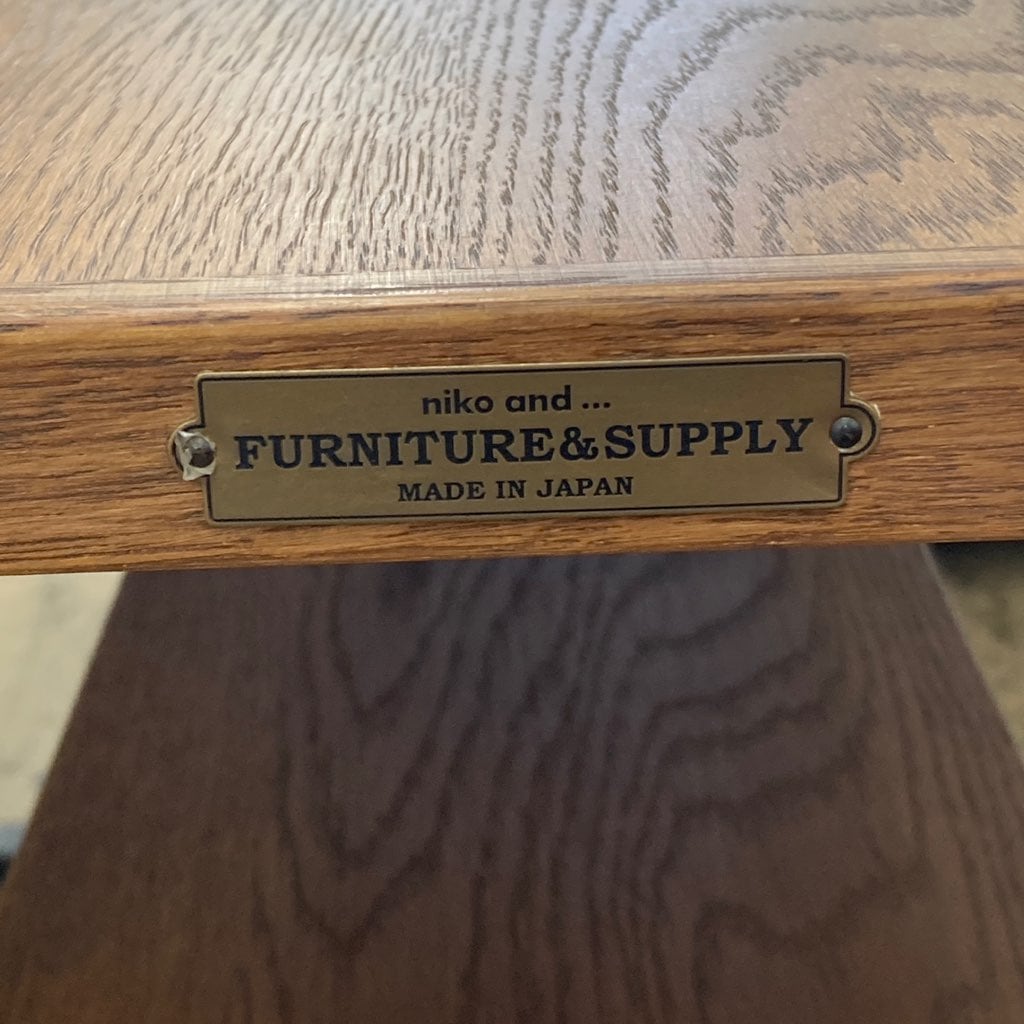 niko and ...
FURNITURE&SUPPLY
MADE IN JAPAN